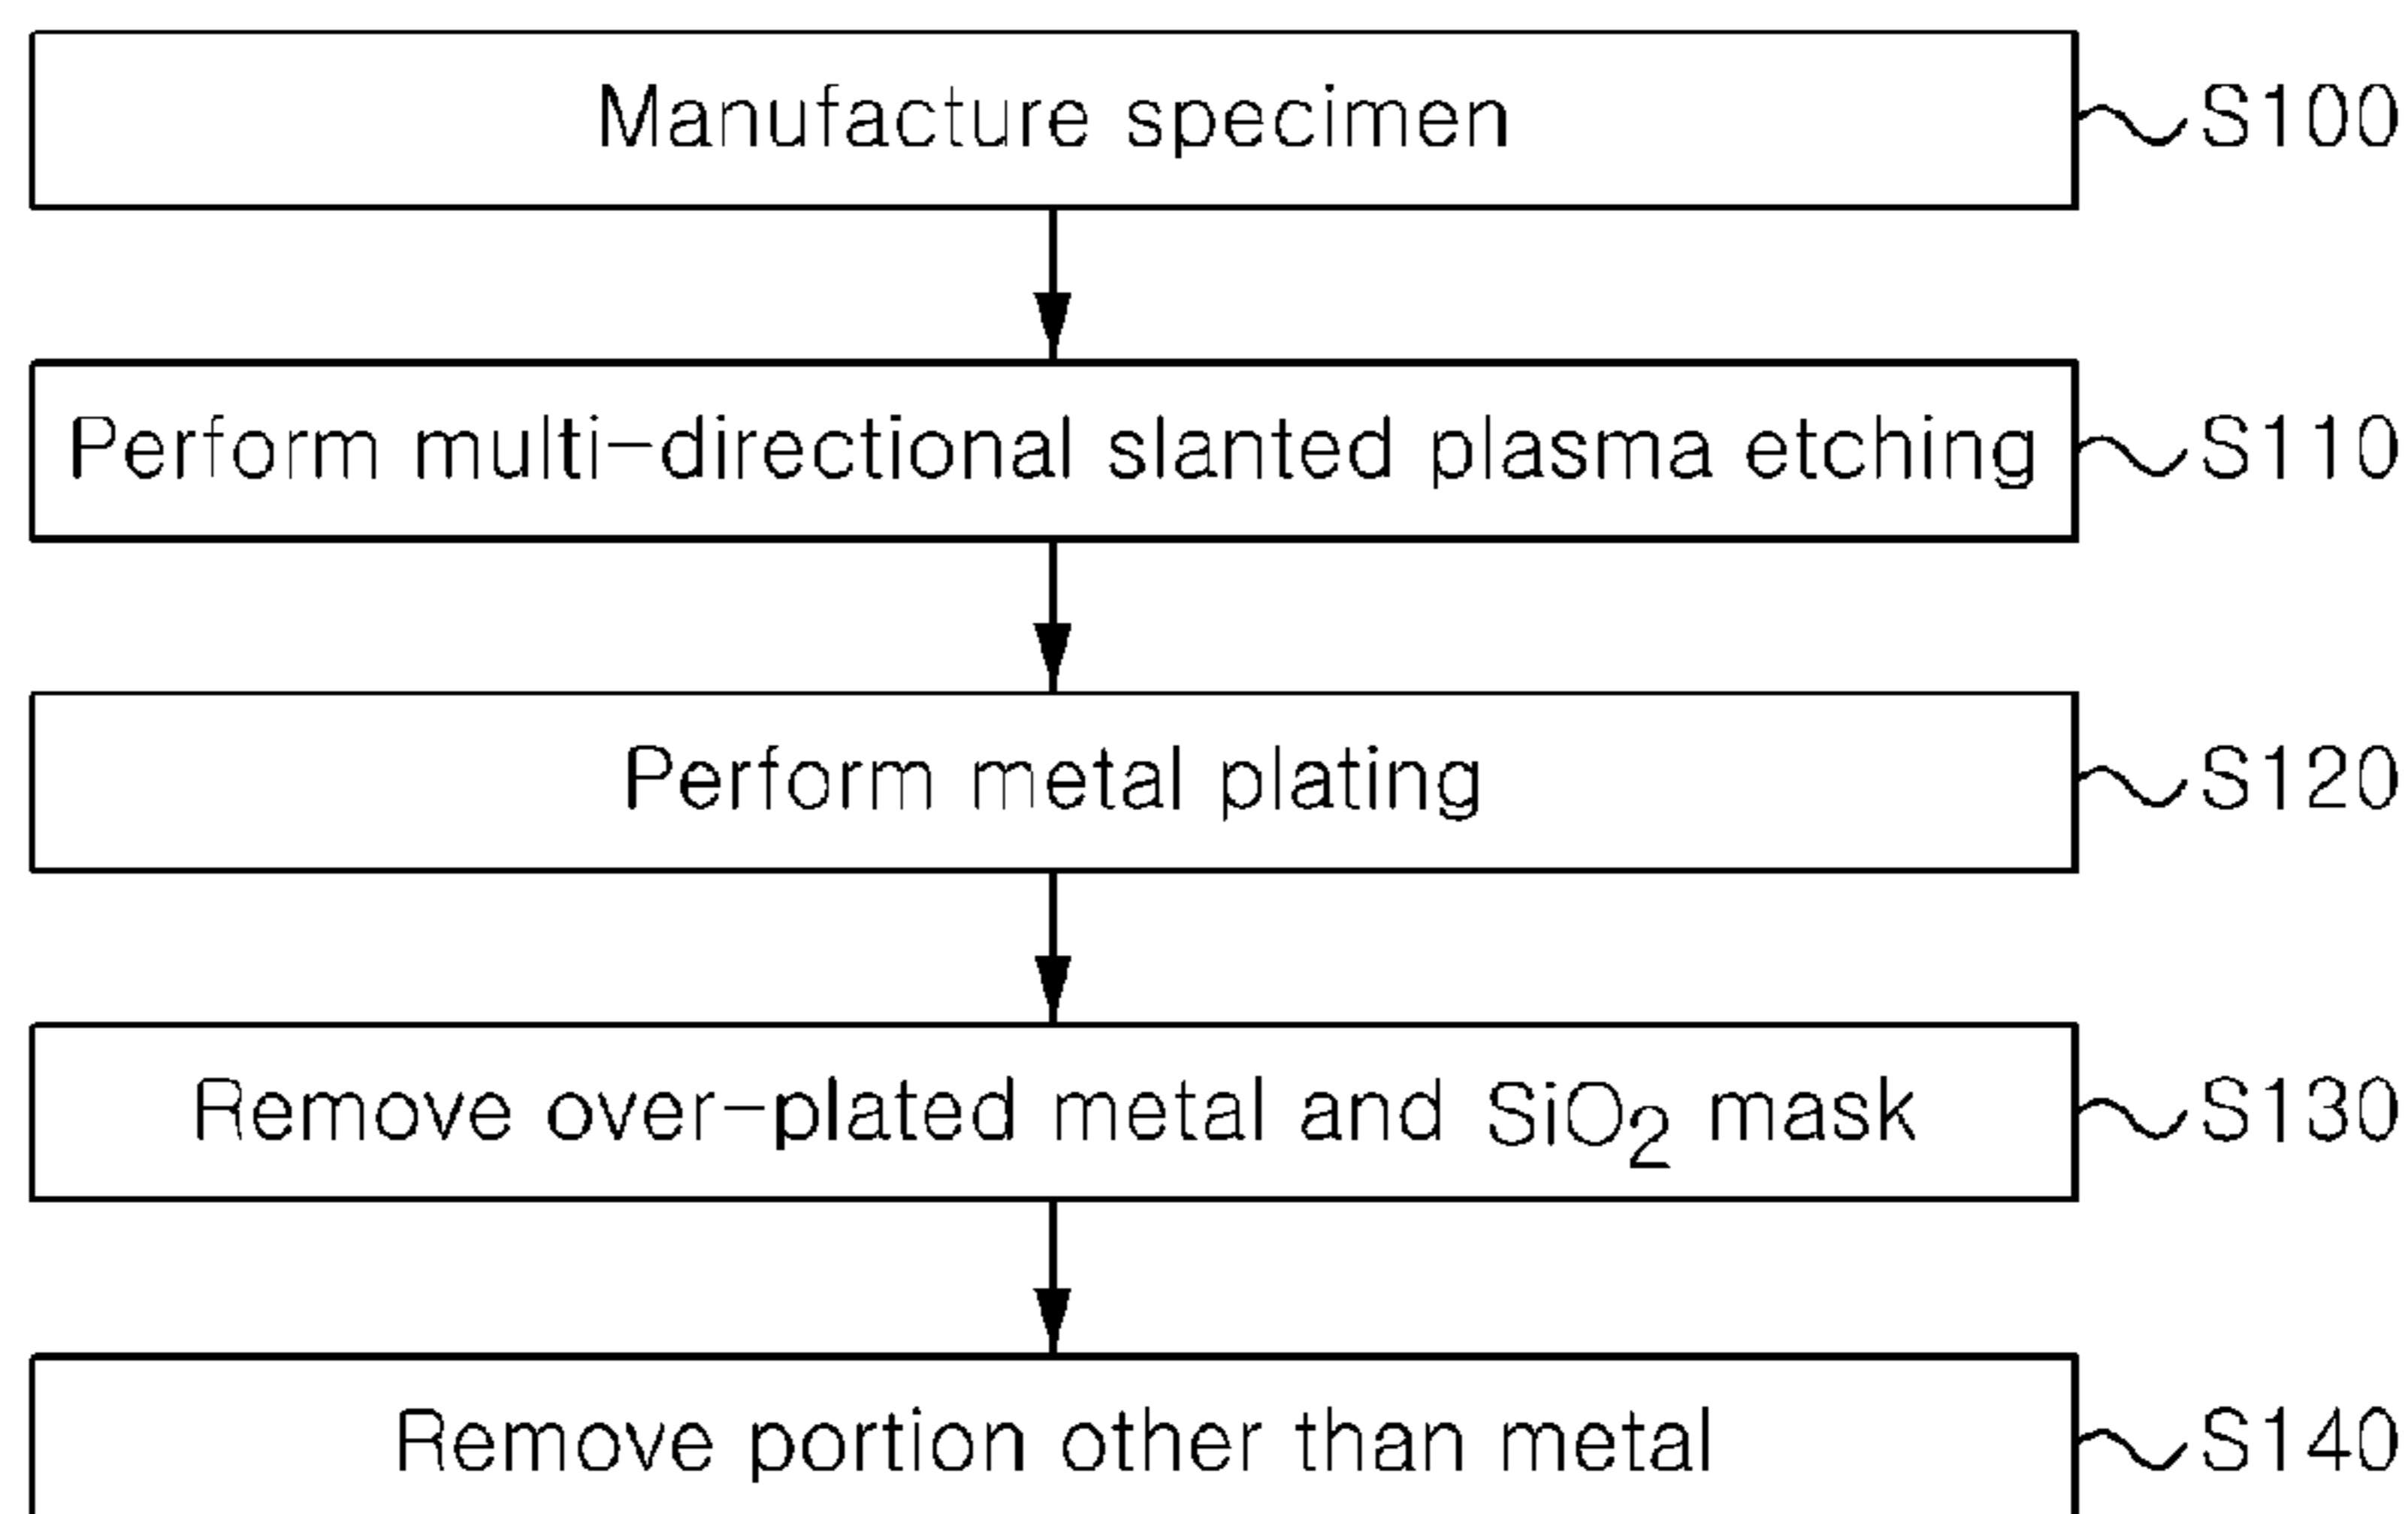 Manufacture specimen S100
Perform multi-directional slanted plasma etching S110
Perform metal plating S120
Remove over-plated metal and SiO₂ mask S130
Remove portion other than metal S140